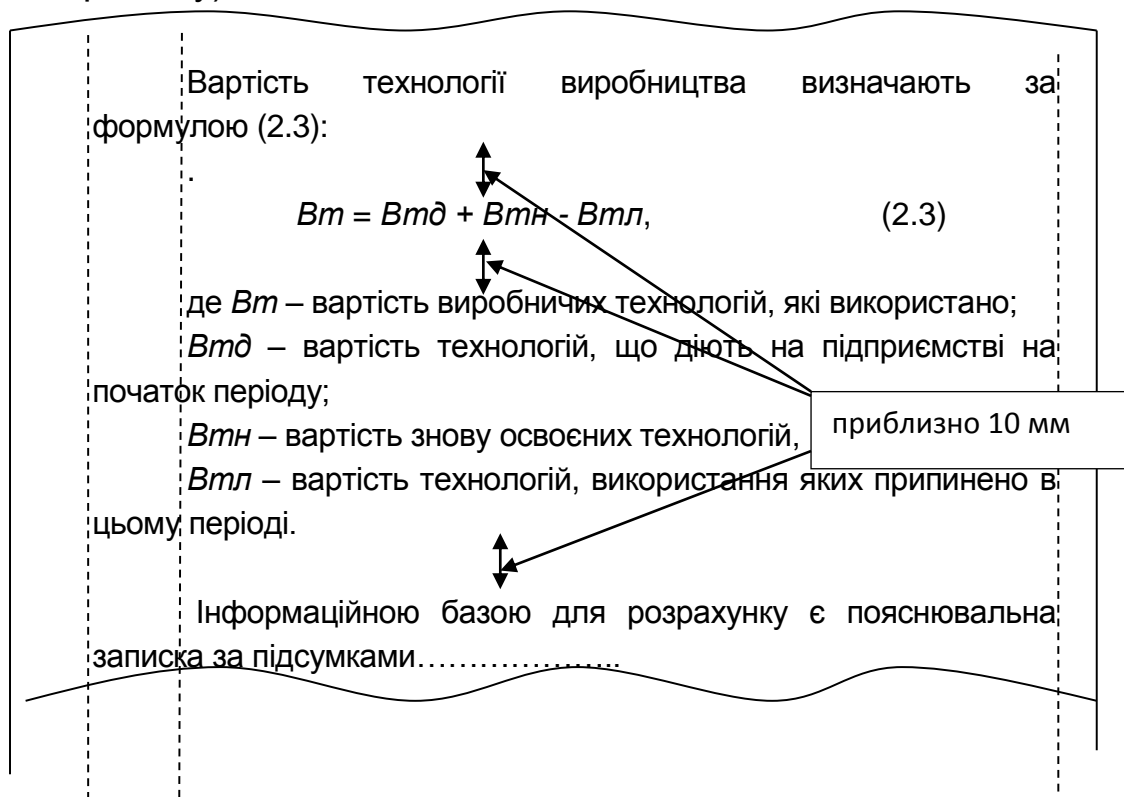 Вартість технології виробництва визначають за
формулою (2.3):
.
Вт = Втд + Втн - Втл, (2.3)
де Вт – вартість виробничих технологій, які використано;
Втд – вартість технологій, що діють на підприємстві на
початок періоду;
Втн – вартість знову освоєних технологій,
приблизно 10 мм
Втл – вартість технологій, використання яких припинено в
цьому періоді.
Інформаційною базою для розрахунку є пояснювальна
записка за підсумками………………...